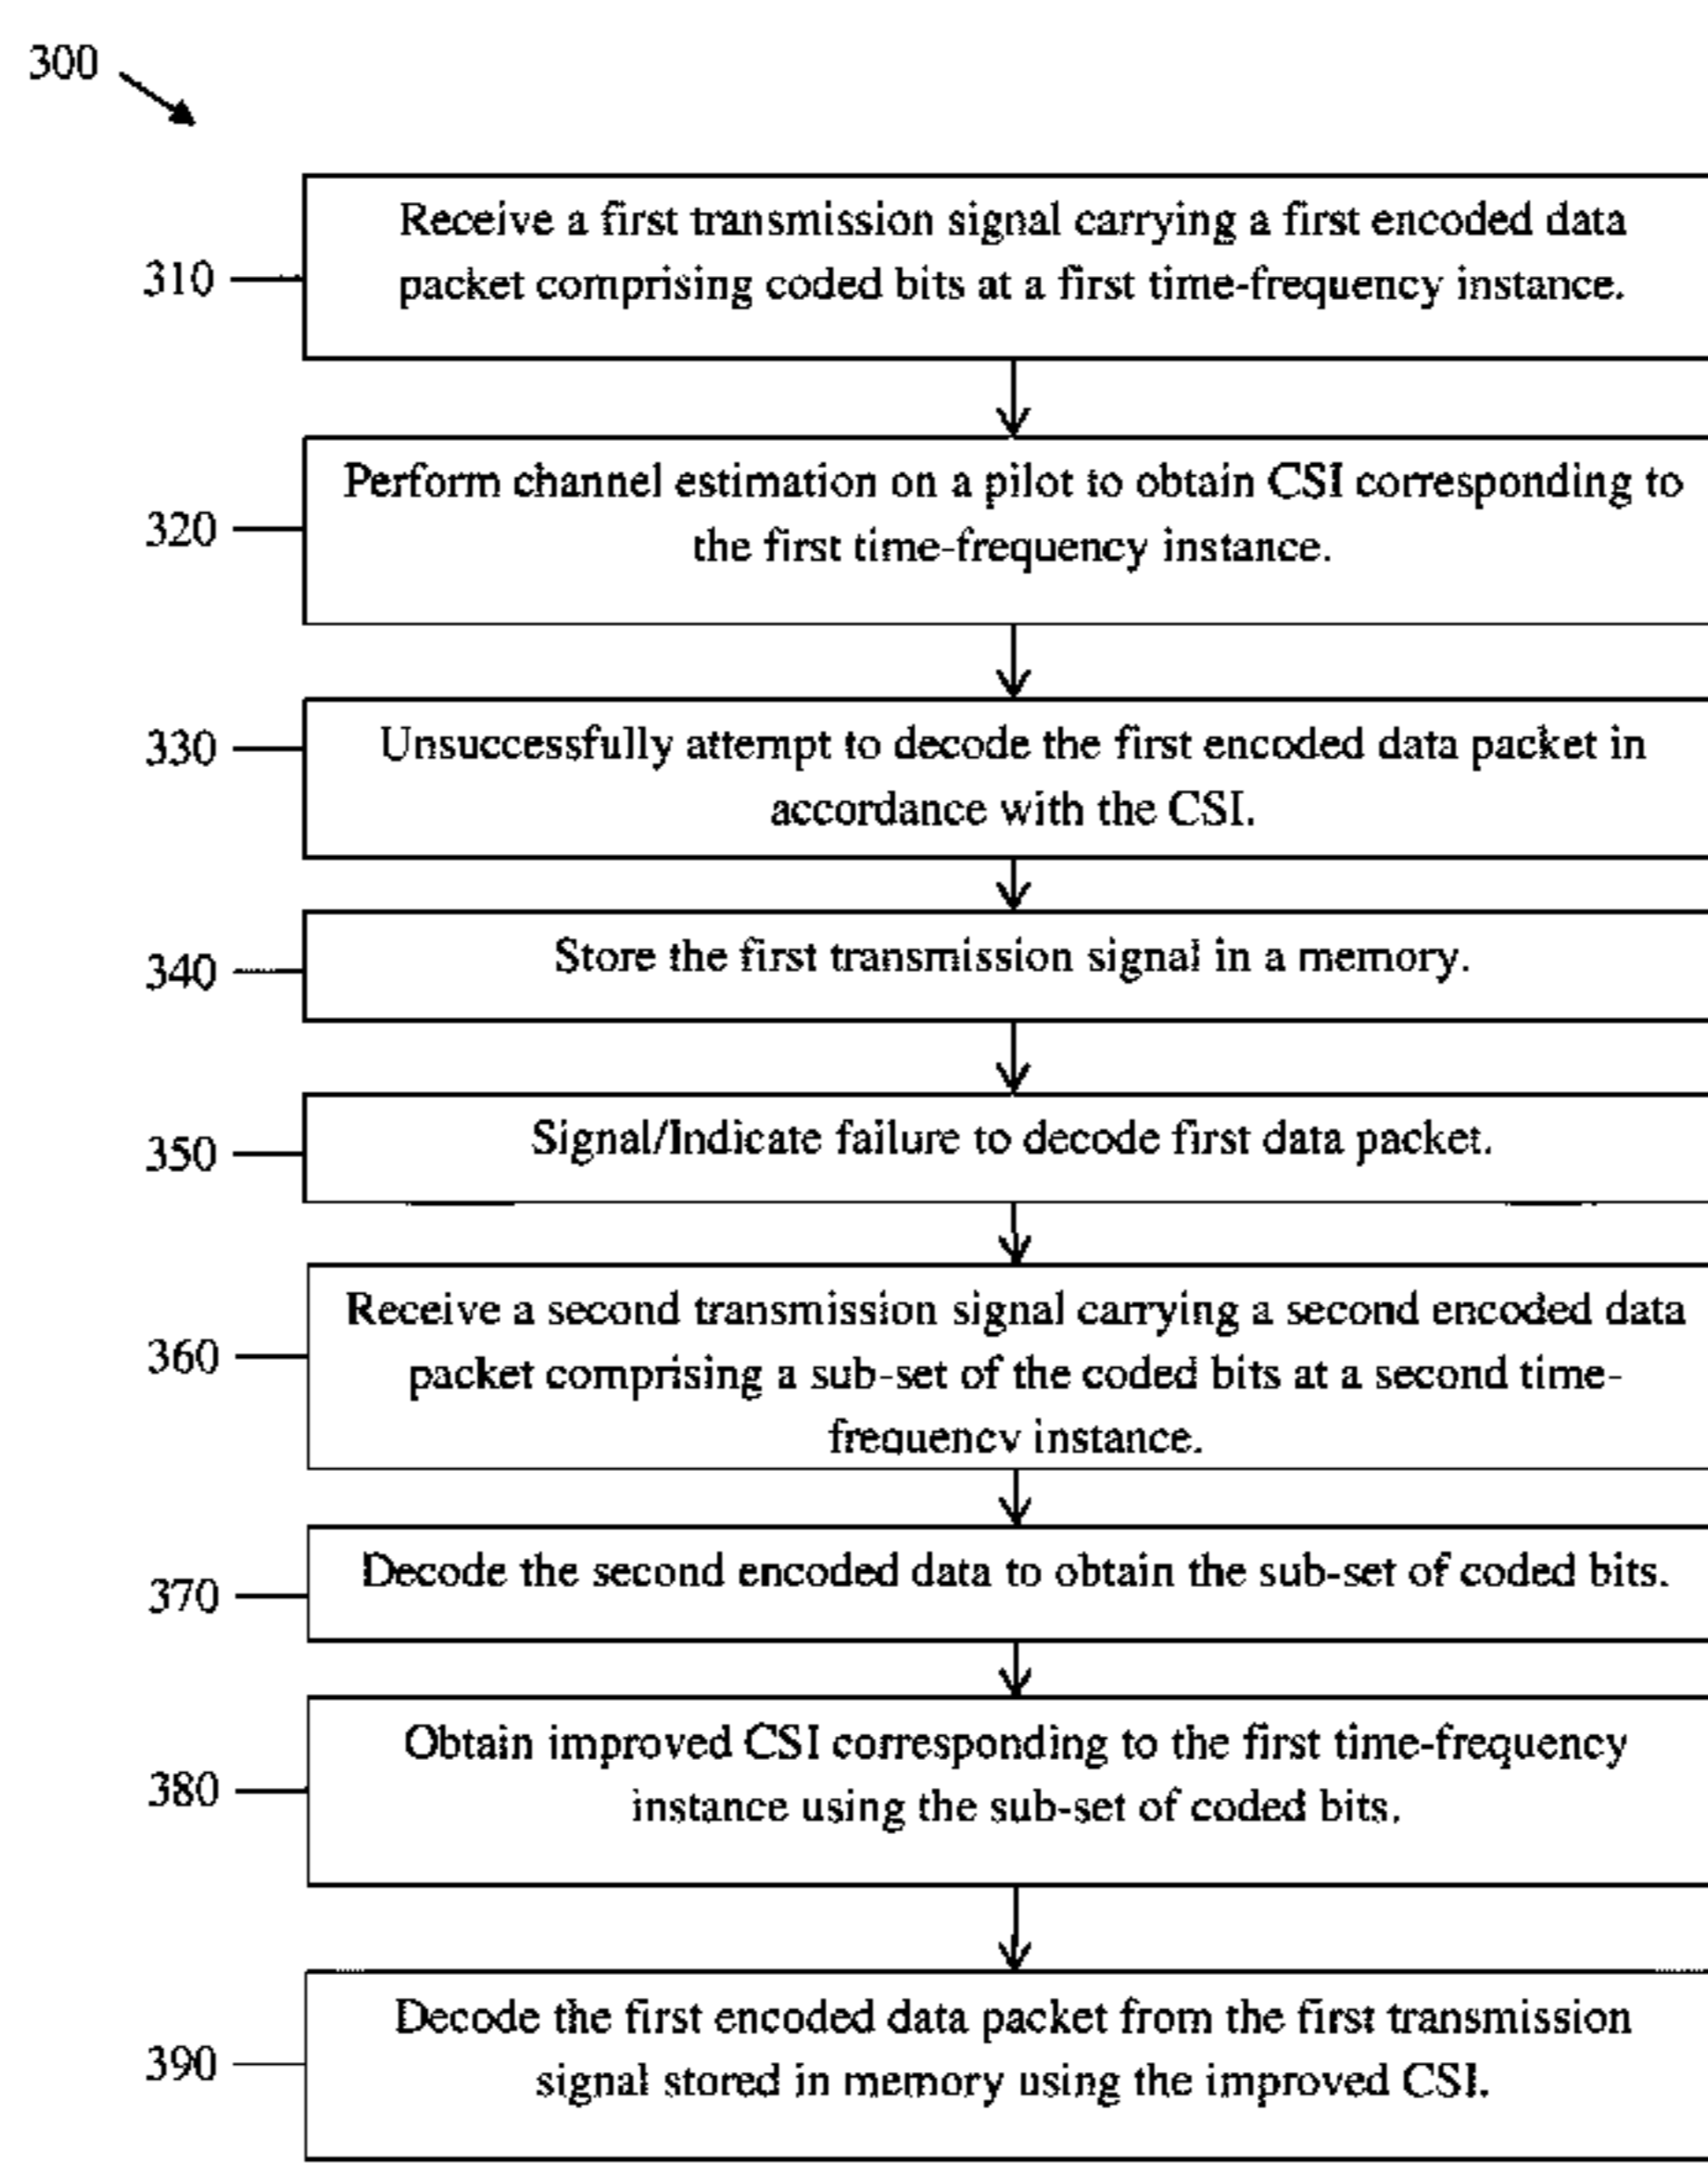 300
Receive a first transmission signal carrying a first encoded data
310
packet comprising coded bits at a first time-frequency instance.
Perform channel estimation on a pilot to obtain CSI corresponding to
320
the first time-frequency instance.
330
Unsuccessfully attempt to decode the first encoded data packet in
accordance with the CSI.
340
Store the first transmission signal in a memory.
350
Signal/Indicate failure to decode first data packet.
Receive a second transmission signal carrying a second encoded data
360
packet comprising a sub-set of the coded bits at a second time-
frequency instance.
370
Decode the second encoded data to obtain the sub-set of coded bits.
Obtain improved CSI corresponding to the first time-frequency
380
instance using the sub-set of coded bits.
Decode the first encoded data packet from the first transmission
390
signal stored in memory using the improved CSI.